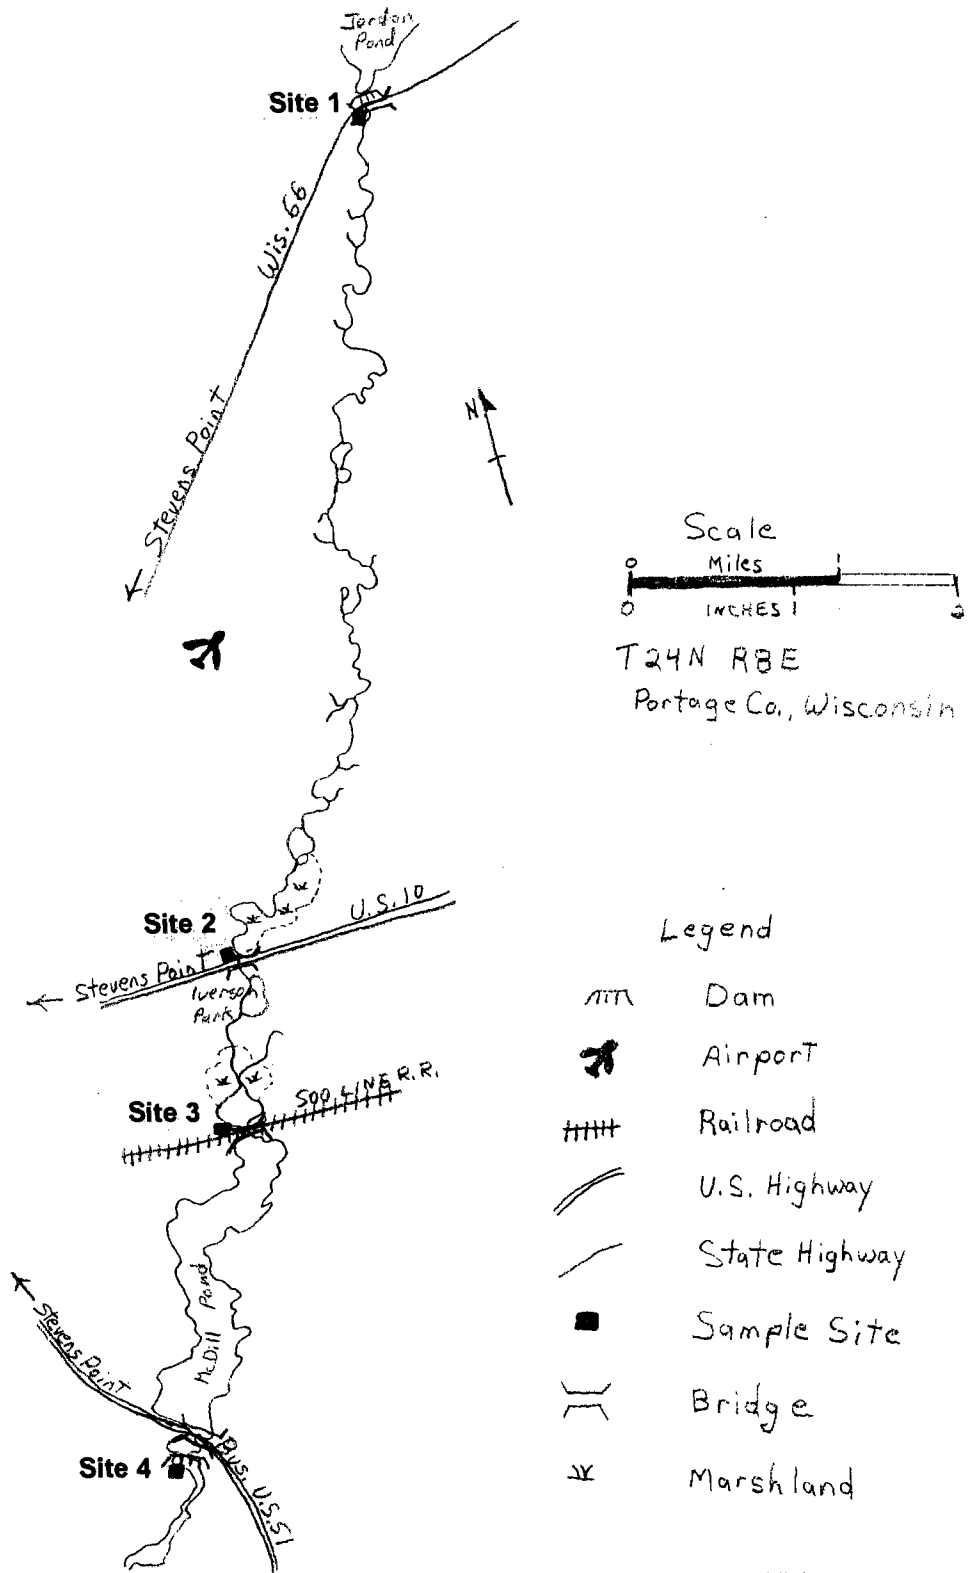 Jordan
Pond
Site 1
Wis. 66
Stevens Point
N
Scale
0 Miles 1
0 INCHES 1 2
T24N R8E
Portage Co., Wisconsin
Site 2
U.S. 10
Stevens Point
Iverson
Park
Site 3
SOO LINE R.R.
McDill Pond
Stevens Point
Bus. U.S. 51
Site 4
Legend
Dam
Airport
Railroad
U.S. Highway
State Highway
Sample Site
Bridge
Marshland